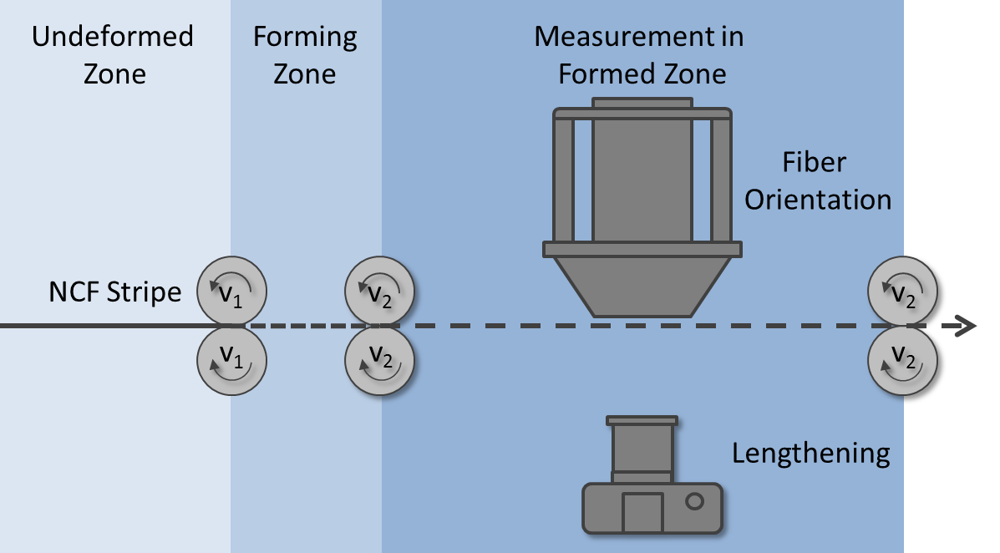 Undeformed
Zone
Forming
Zone
Measurement in
Formed Zone
Fiber
Orientation
NCF Stripe
v₁
v₂
v₂
v₁
v₂
v₂
Lengthening